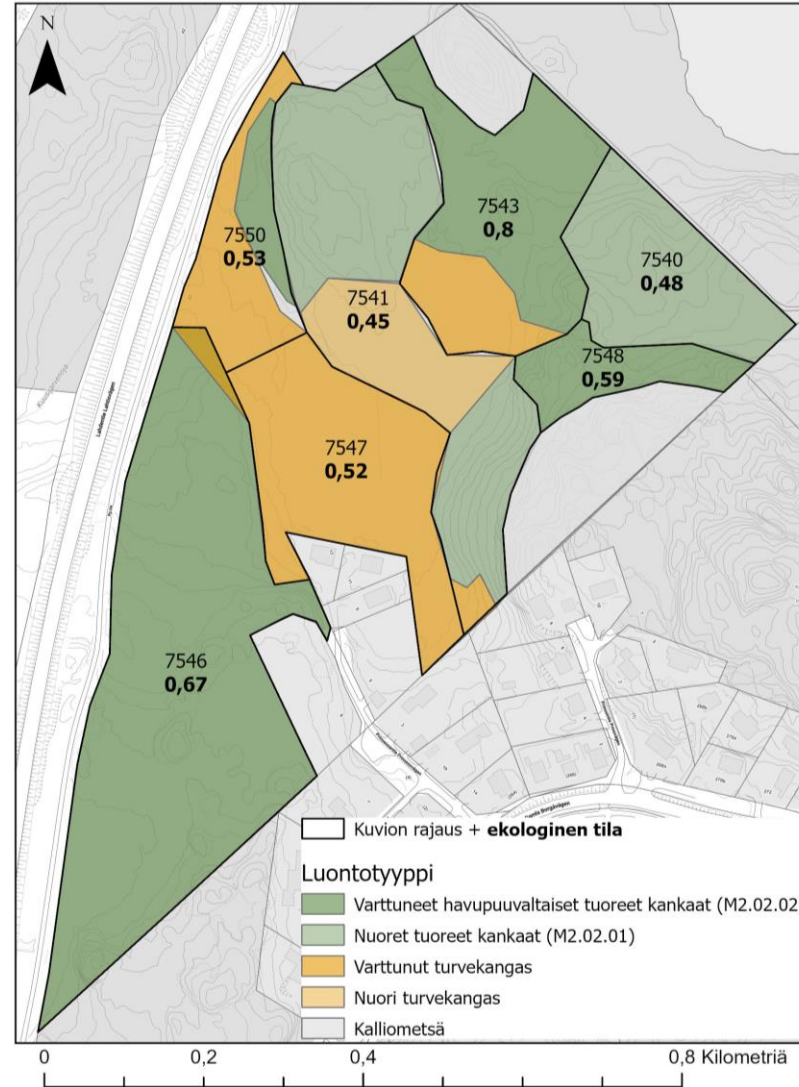 N
7543
0,8
7550
0,53
7540
0,48
7541
0,45
7548
0,59
7547
0,52
7546
0,67
Kuvion rajaus + ekologinen tila
Luontotyyppi
Varttuneet havupuuvaltaiset tuoreet kankaat (M2.02.02
Nuoret tuoreet kankaat (M2.02.01)
Varttunut turvekangas
Nuori turvekangas
Kalliometsä
0 0,2 0,4 0,8 Kilometriä